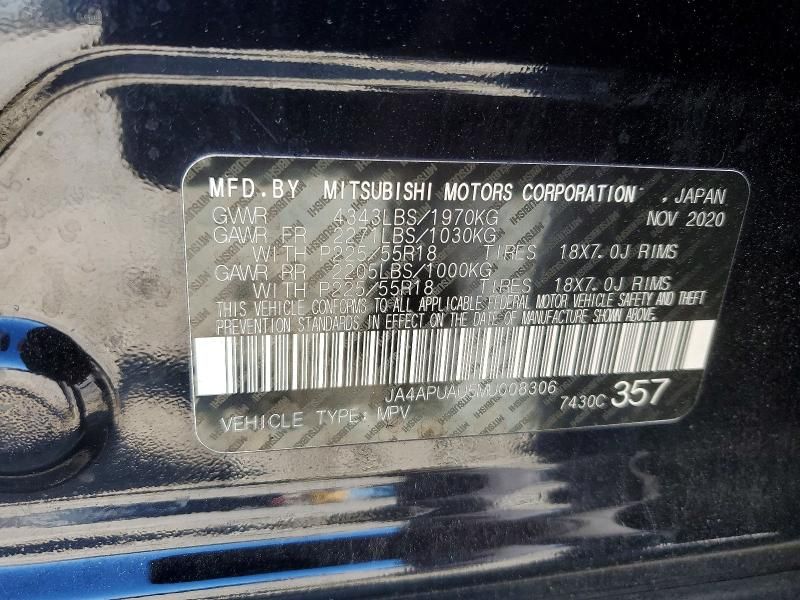 MFD.BY MITSUBISHI MOTORS CORPORATION , JAPAN
GVWR 4343LBS/1970KG NOV 2020
GAWR FR 2271LBS/1030KG
WITH P225/55R18 TIRES 18X7.0J RIMS
GAWR RR 2205LBS/1000KG
WITH P225/55R18 TIRES 18X7.0J RIMS
THIS VEHICLE CONFORMS TO ALL APPLICABLE FEDERAL MOTOR VEHICLE SAFETY AND THEFT
PREVENTION STANDARDS IN EFFECT ON THE DATE OF MANUFACTURE SHOWN ABOVE.
JA4APUAU5MU008306
7430C 357
VEHICLE TYPE: MPV